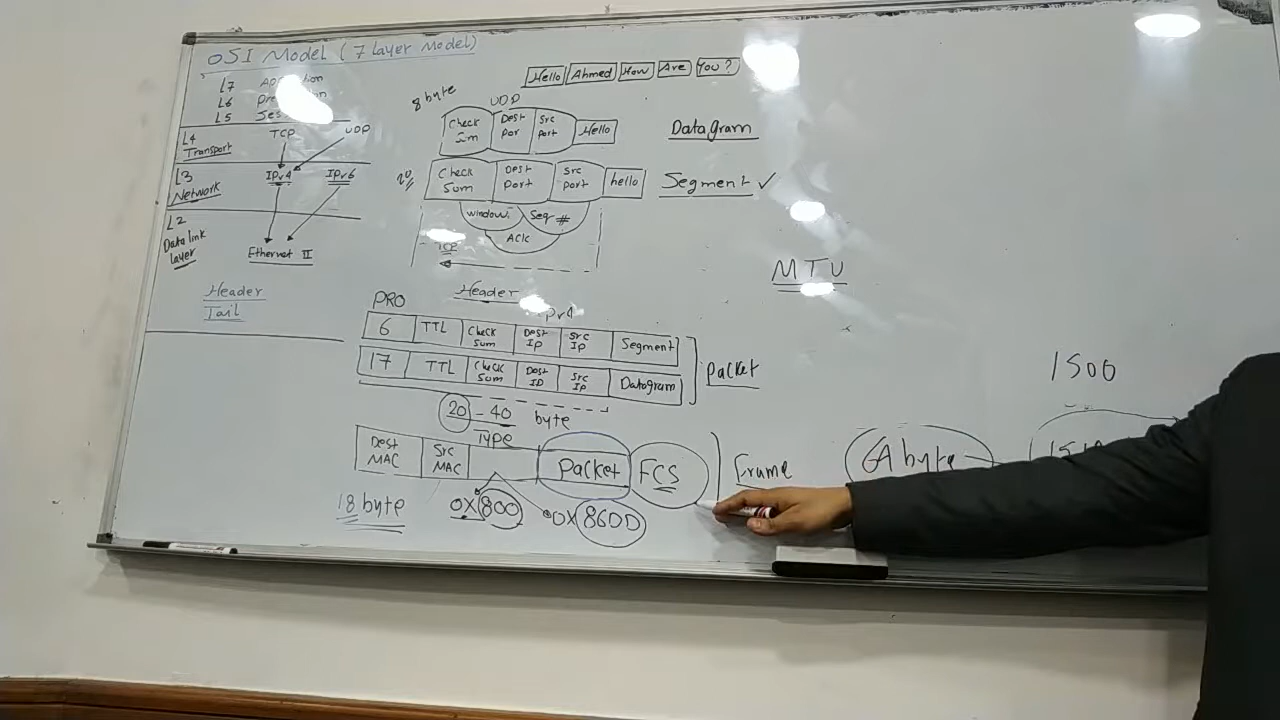 OSI Model (7 layer Model)
L7
L6
L5
L4 Transport
TCP UDP
L3 Network
IPv4 IPv6
L2 Data link layer
Ethernet II
Header
Tail
Hello Ahmed How Are You?
8 byte
UDP
Check Sum Dest Por Src Port Hello
Datagram
20
Check Sum Dest Port Src Port hello
Segment ✓
window Seq #
Ack
TCP
Header
MTU
PRO
6 TTL Check Sum Dest Ip Src Ip Segment
17 TTL Check Sum Dest ID Src Ip Datagram
Packet
20 - 40 byte
Type
Dest MAC Src MAC Packet FCS
Frame
18 byte
0X800 0X86DD
1500